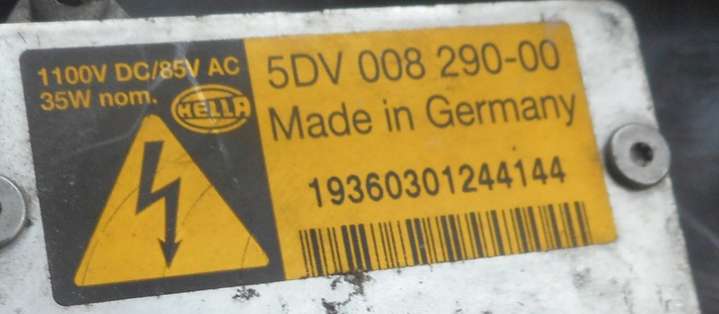 1100V DC/85V AC
35W nom.
HELLA
5DV 008 290-00
Made in Germany
19360301244144